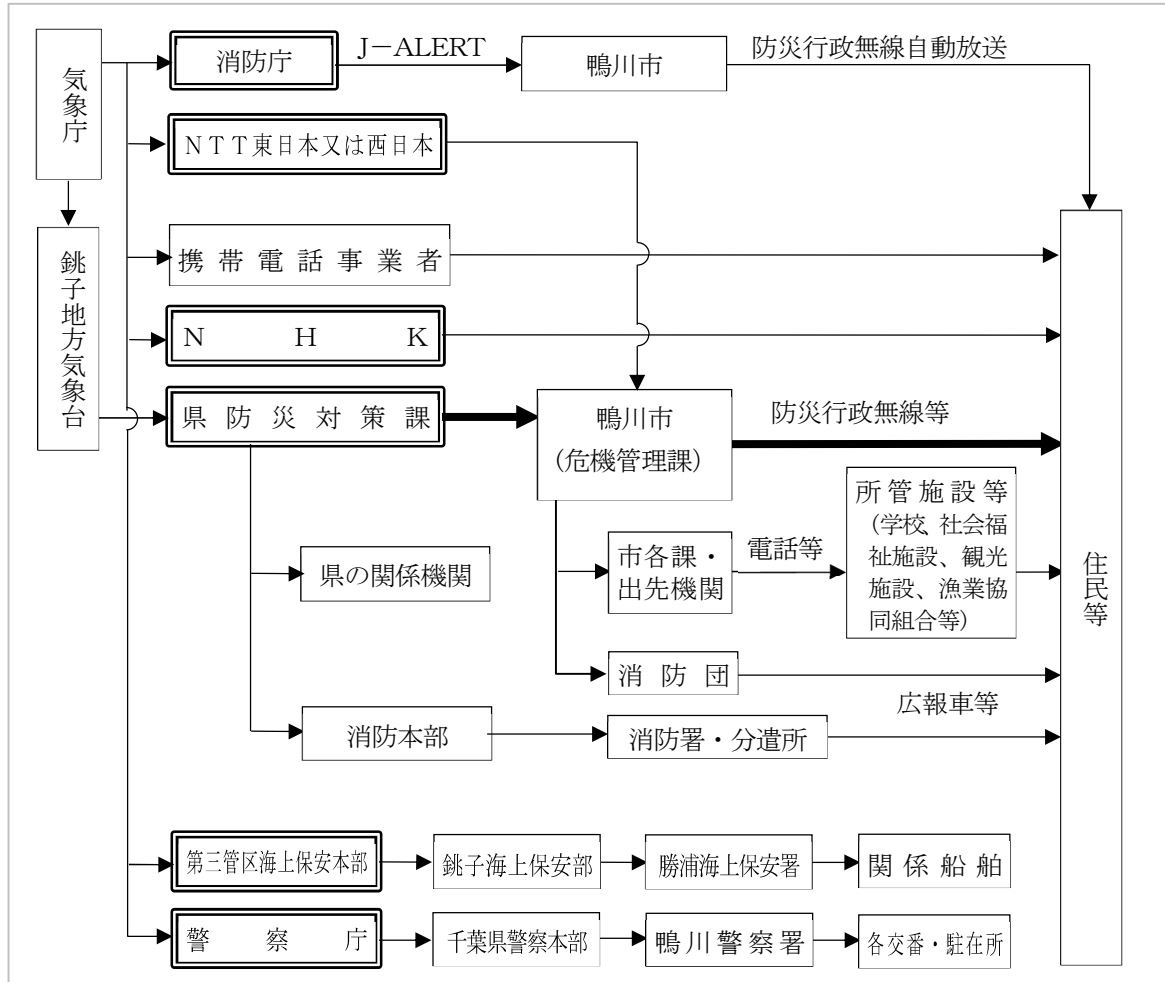 気象庁
消防庁
J－ALERT
鴨川市
防災行政無線自動放送
NTT東日本又は西日本
銚子地方気象台
携帯電話事業者
NHK
県防災対策課
鴨川市
（危機管理課）
防災行政無線等
県の関係機関
市各課・
出先機関
電話等
所管施設等
（学校、社会福
祉施設、観光
施設、漁業協
同組合等）
住民等
消防団
広報車等
消防本部
消防署・分遣所
第三管区海上保安本部
銚子海上保安部
勝浦海上保安署
関係船舶
警察庁
千葉県警察本部
鴨川警察署
各交番・駐在所